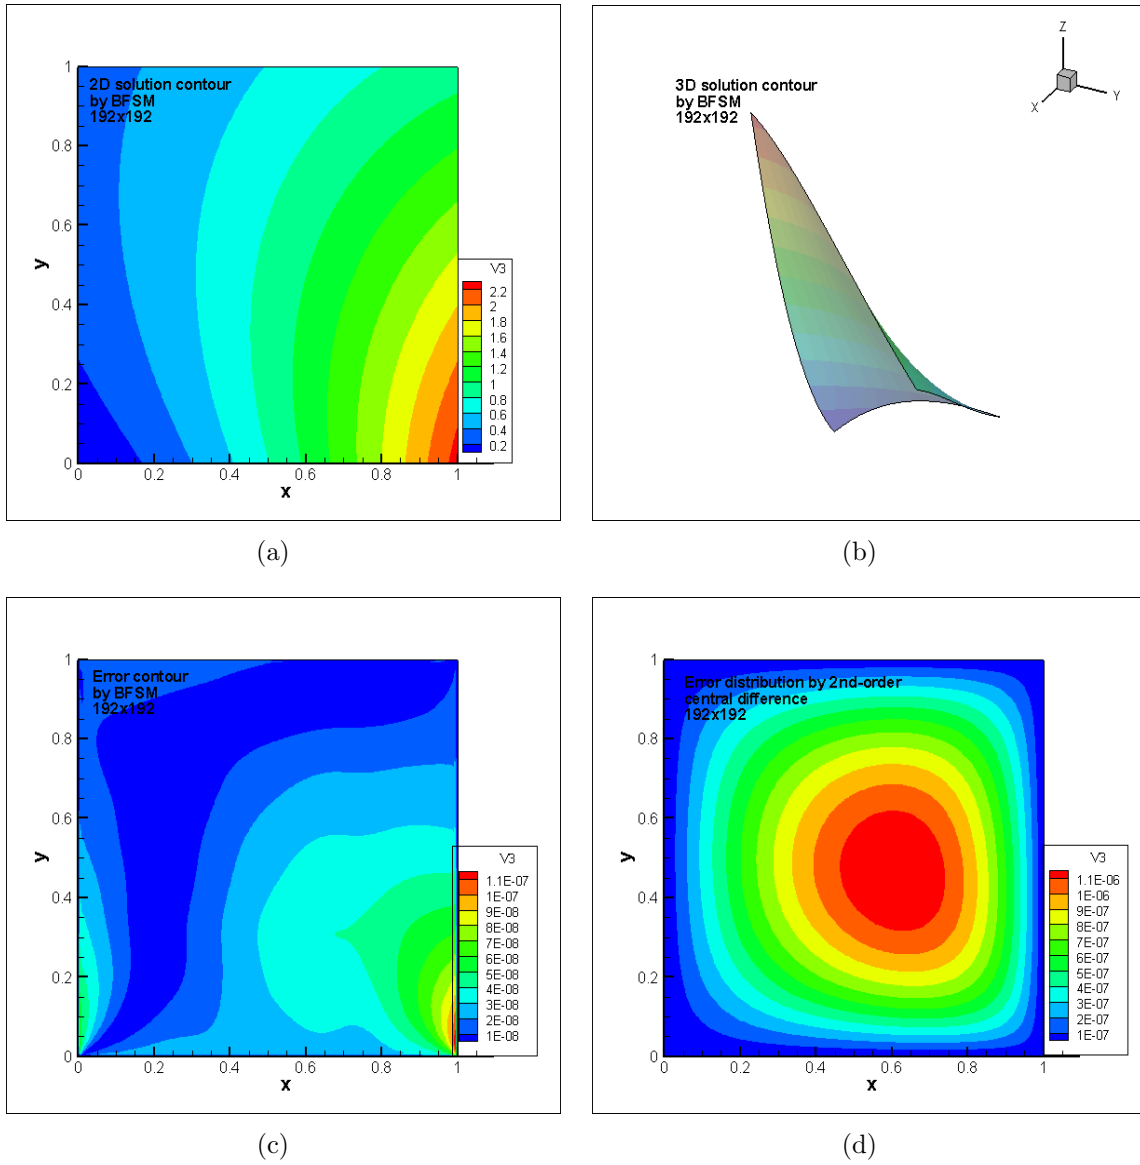 2D solution contour
by BFSM
192x192
1
0.8
0.6
0.4
0.2
0
y
0
0.2
0.4
0.6
0.8
1
x
V3
2.2
2
1.8
1.6
1.4
1.2
1
0.8
0.6
0.4
0.2
(a)
3D solution contour
by BFSM
192x192
Z
X
Y
(b)
Error contour
by BFSM
192x192
1
0.8
0.6
0.4
0.2
0
y
0
0.2
0.4
0.6
0.8
1
x
V3
1.1E-07
1E-07
9E-08
8E-08
7E-08
6E-08
5E-08
4E-08
3E-08
2E-08
1E-08
(c)
Error distribution by 2nd-order
central difference
192x192
1
0.8
0.6
0.4
0.2
0
y
0
0.2
0.4
0.6
0.8
1
x
V3
1.1E-06
1E-06
9E-07
8E-07
7E-07
6E-07
5E-07
4E-07
3E-07
2E-07
1E-07
(d)